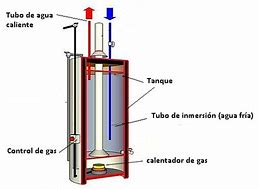 Tubo de agua
caliente
Tanque
Tubo de inmersión (agua fría)
Control de gas
calentador de gas